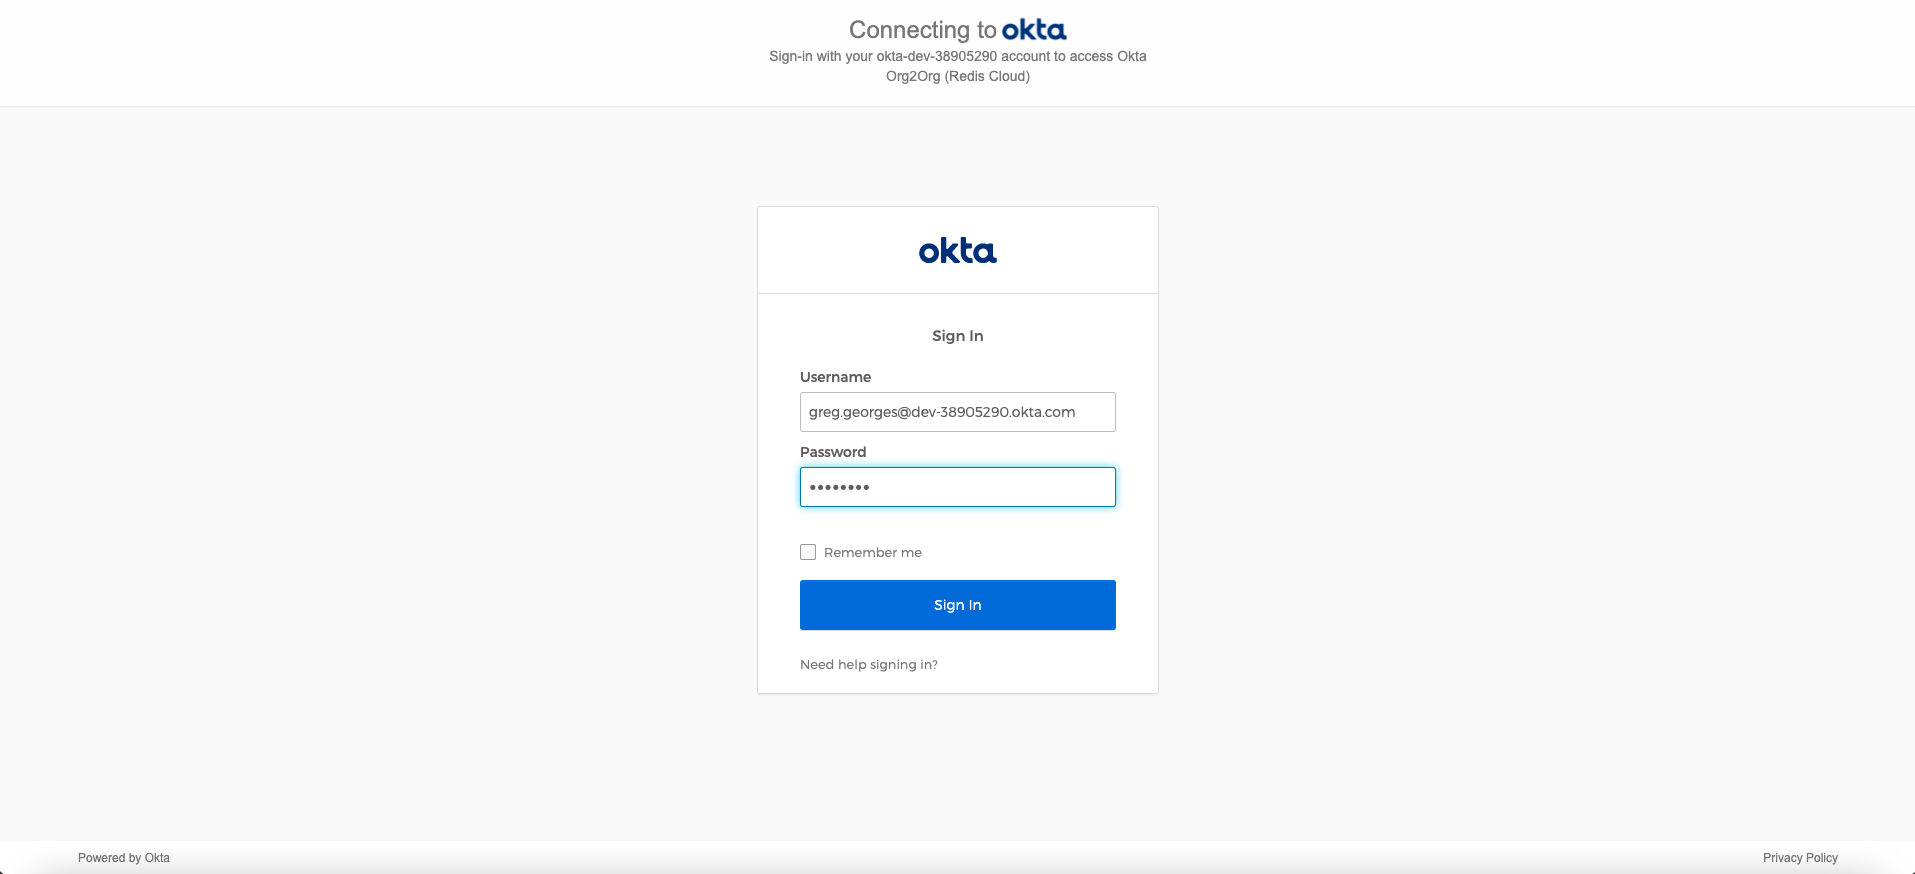 Connecting to okta
Sign-in with your okta-dev-38905290 account to access Okta
Org2Org (Redis Cloud)
okta
Sign In
Username
greg.georges@dev-38905290.okta.com
Password
••••••••
Remember me
Sign In
Need help signing in?
Powered by Okta
Privacy Policy